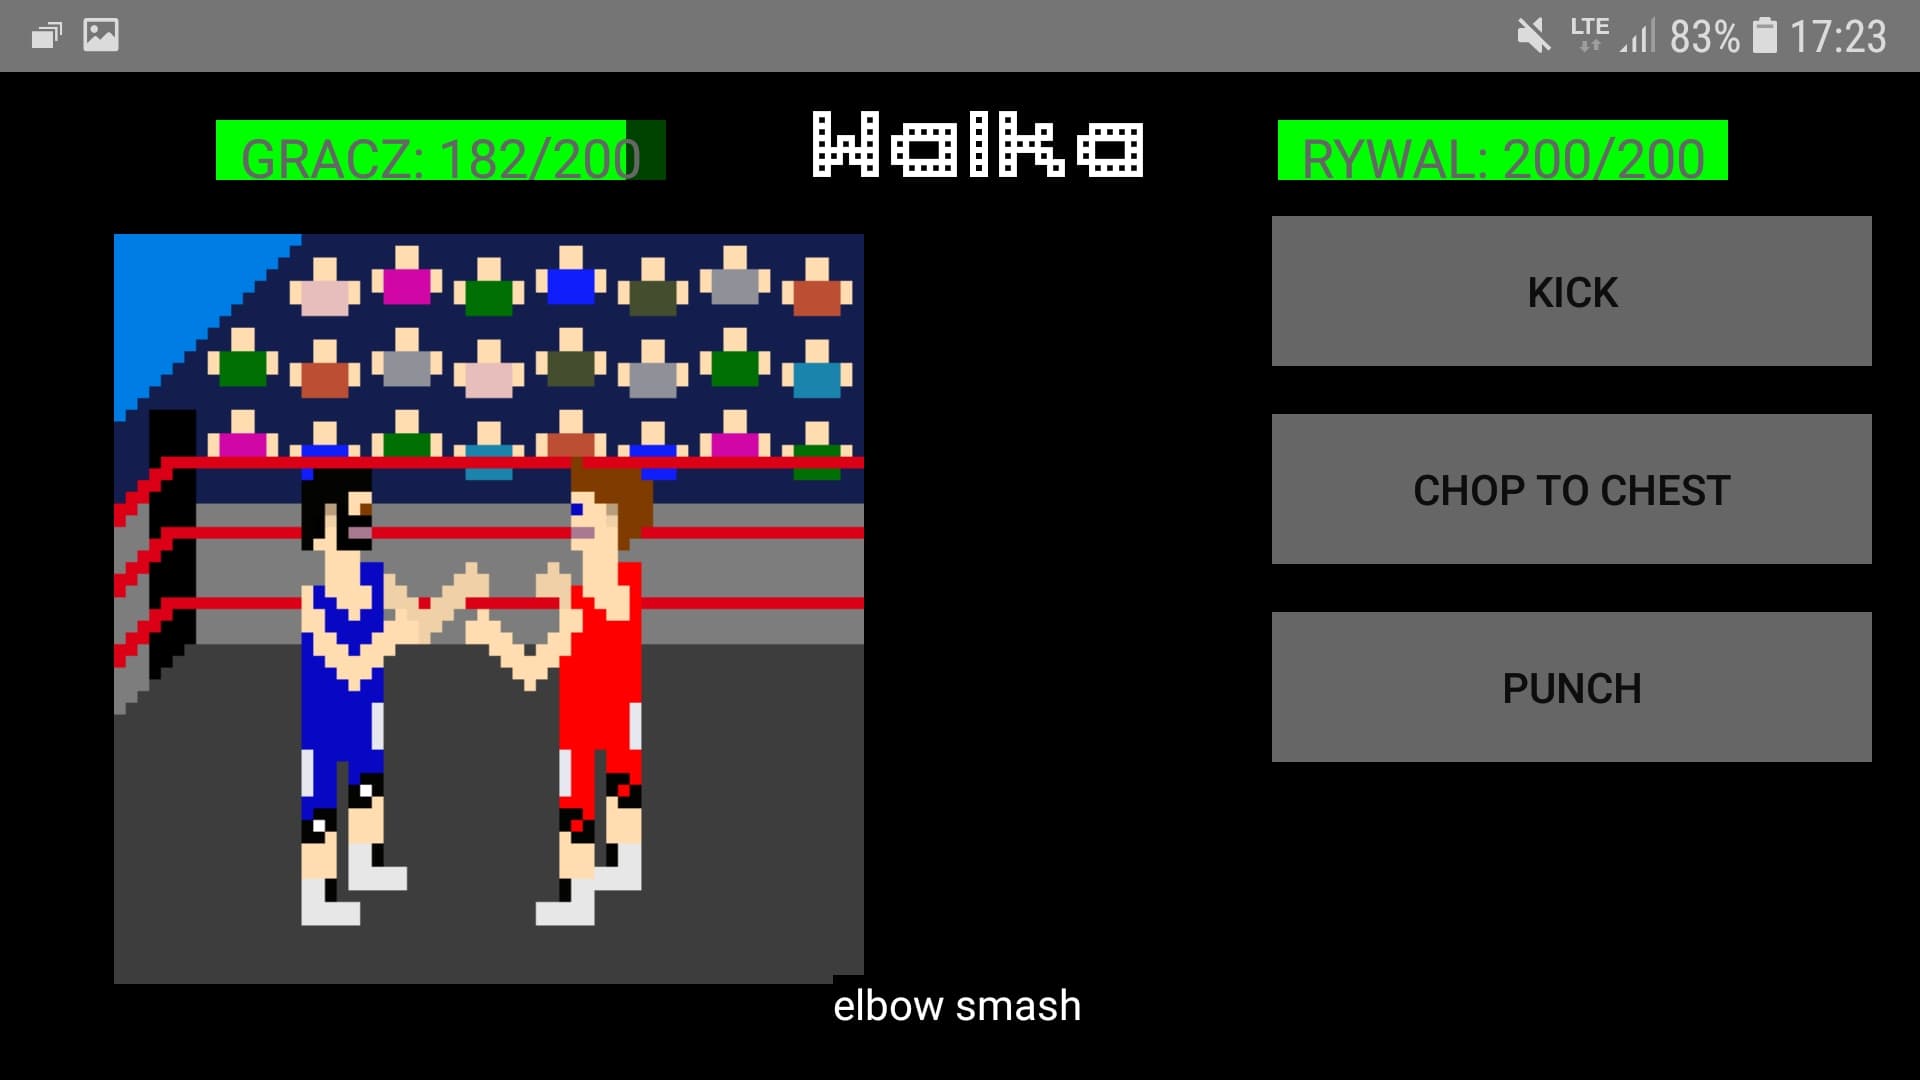 LTE 83% 17:23
GRACZ: 182/200
Walka
RYWAL: 200/200
KICK
CHOP TO CHEST
PUNCH
elbow smash